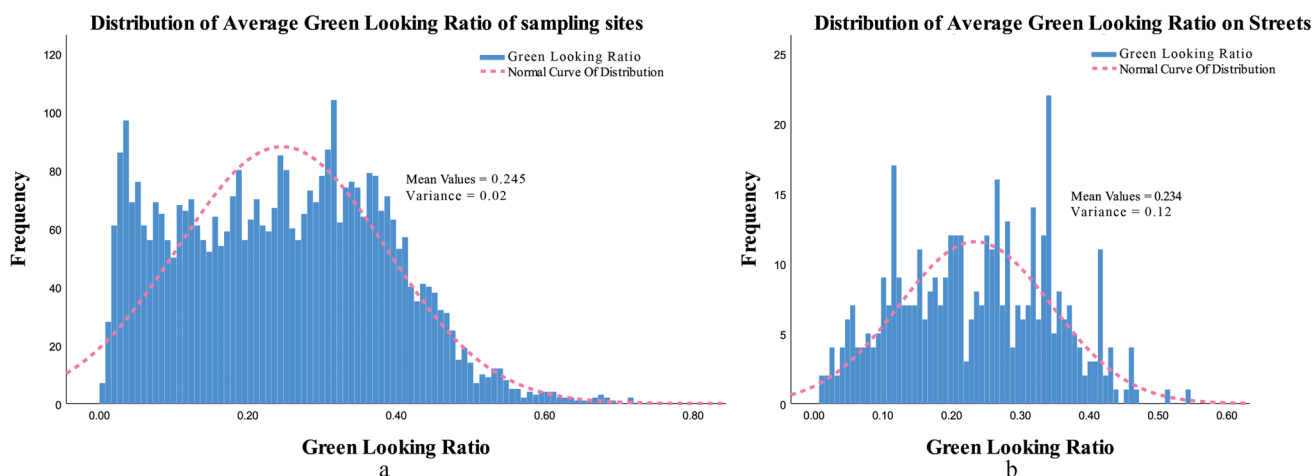 Distribution of Average Green Looking Ratio of sampling sites
Green Looking Ratio
Normal Curve Of Distribution
Mean Values = 0.245
Variance = 0.02
Frequency
120
100
80
60
40
20
0
0.00 0.20 0.40 0.60 0.80
Green Looking Ratio
a
Distribution of Average Green Looking Ratio on Streets
Green Looking Ratio
Normal Curve Of Distribution
Mean Values = 0.234
Variance = 0.12
Frequency
25
20
15
10
5
0
0.00 0.10 0.20 0.30 0.40 0.50 0.60
Green Looking Ratio
b